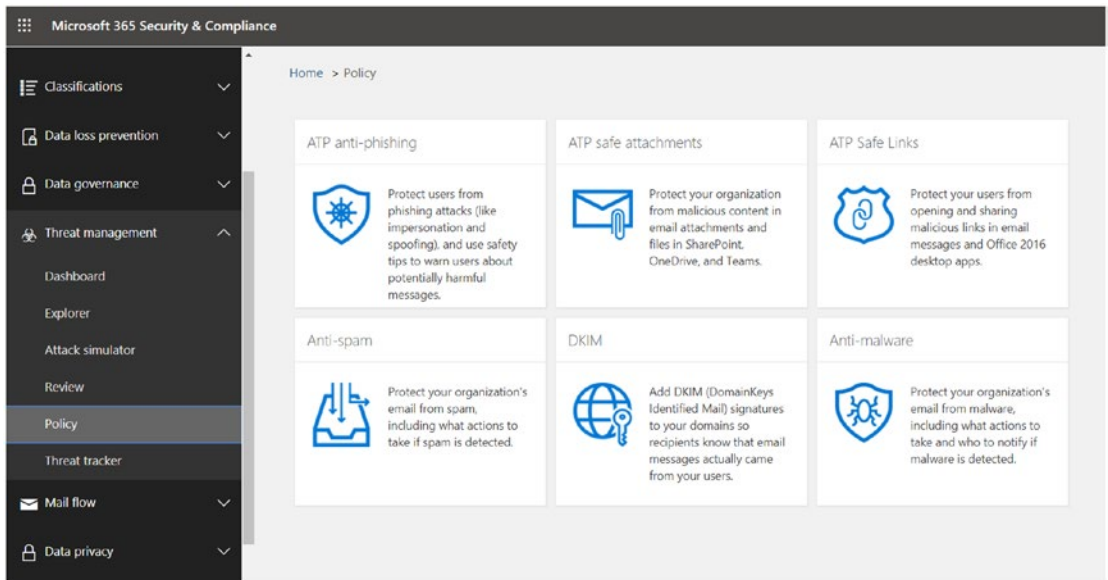 Microsoft 365 Security & Compliance
Classifications
Data loss prevention
Data governance
Threat management
Dashboard
Explorer
Attack simulator
Review
Policy
Threat tracker
Mail flow
Data privacy
Home > Policy
ATP anti-phishing
Protect users from
phishing attacks (like
impersonation and
spoofing), and use safety
tips to warn users about
potentially harmful
messages.
ATP safe attachments
Protect your organization
from malicious content in
email attachments and
files in SharePoint,
OneDrive, and Teams.
ATP Safe Links
Protect your users from
opening and sharing
malicious links in email
messages and Office 2016
desktop apps.
Anti-spam
Protect your organization's
email from spam,
including what actions to
take if spam is detected.
DKIM
Add DKIM (DomainKeys
Identified Mail) signatures
to your domains so
recipients know that email
messages actually came
from your users.
Anti-malware
Protect your organization's
email from malware,
including what actions to
take and who to notify if
malware is detected.